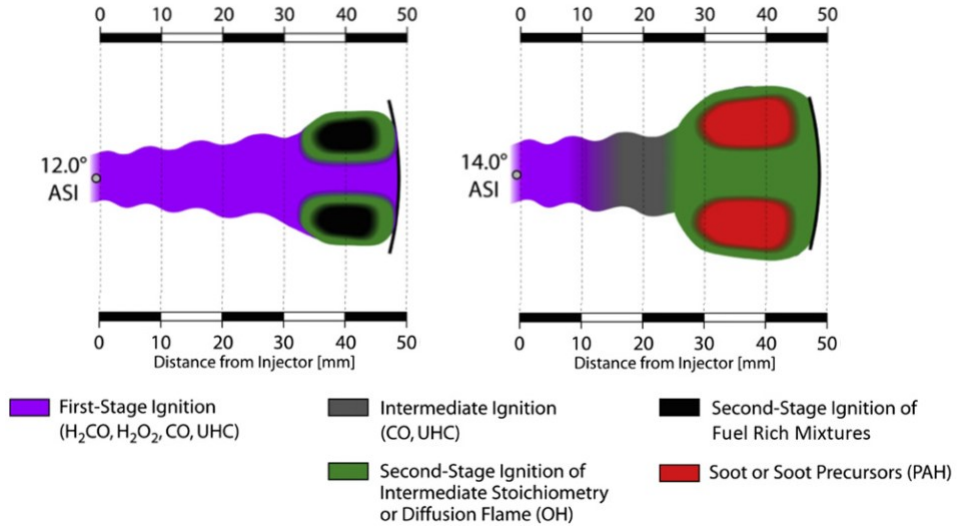 0 10 20 30 40 50
0 10 20 30 40 50
12.0°
ASI
14.0°
ASI
0 10 20 30 40 50
Distance from Injector [mm]
0 10 20 30 40 50
Distance from Injector [mm]
First-Stage Ignition
(H₂CO, H₂O₂, CO, UHC)
Intermediate Ignition
(CO, UHC)
Second-Stage Ignition of
Fuel Rich Mixtures
Second-Stage Ignition of
Intermediate Stoichiometry
or Diffusion Flame (OH)
Soot or Soot Precursors (PAH)